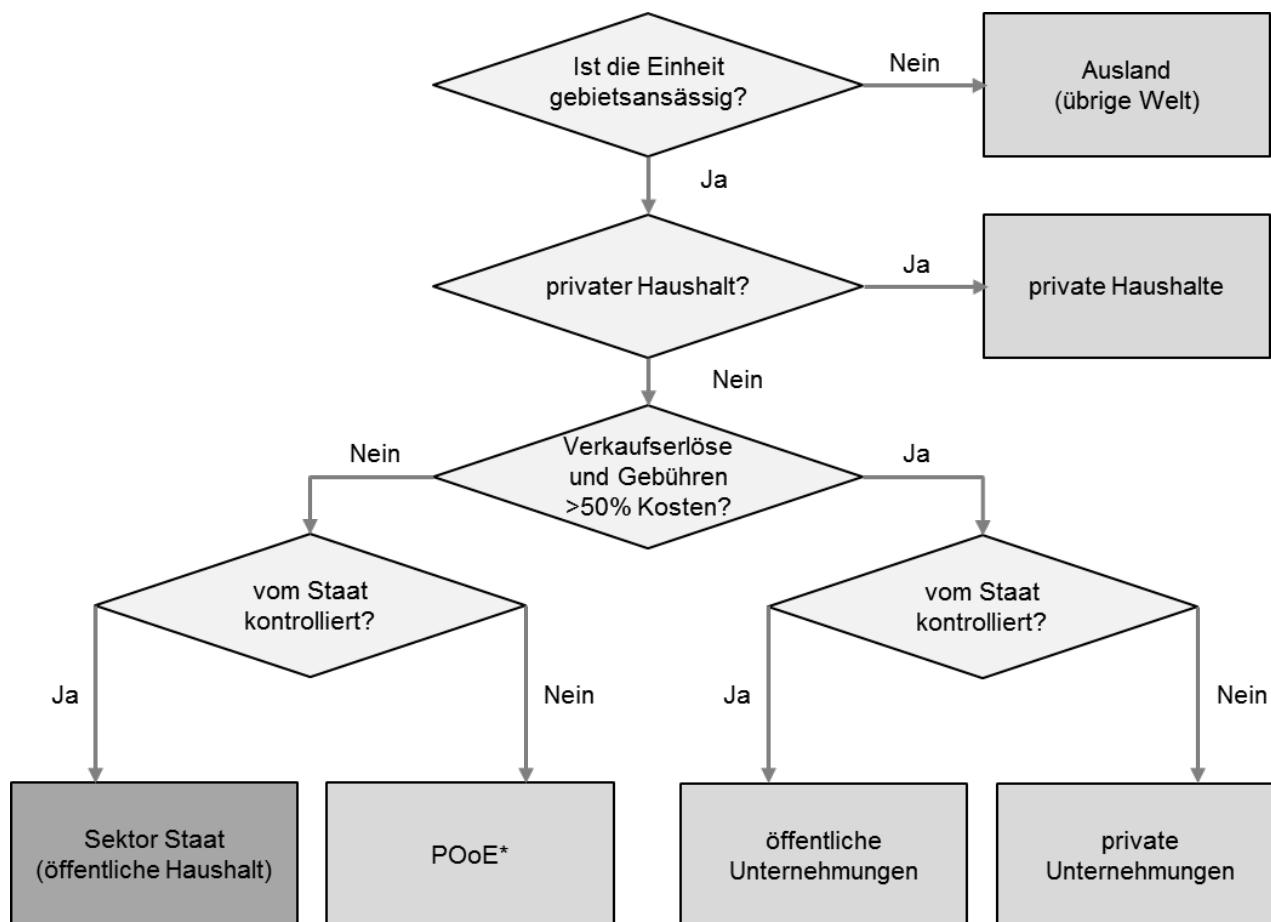 Ist die Einheit
gebietsansässig?
Nein
Ausland
(übrige Welt)
Ja
privater Haushalt?
Ja
private Haushalte
Nein
Verkaufserlöse
und Gebühren
>50% Kosten?
Nein
Ja
vom Staat
kontrolliert?
vom Staat
kontrolliert?
Ja
Nein
Ja
Nein
Sektor Staat
(öffentliche Haushalt)
POoE*
öffentliche
Unternehmungen
private
Unternehmungen